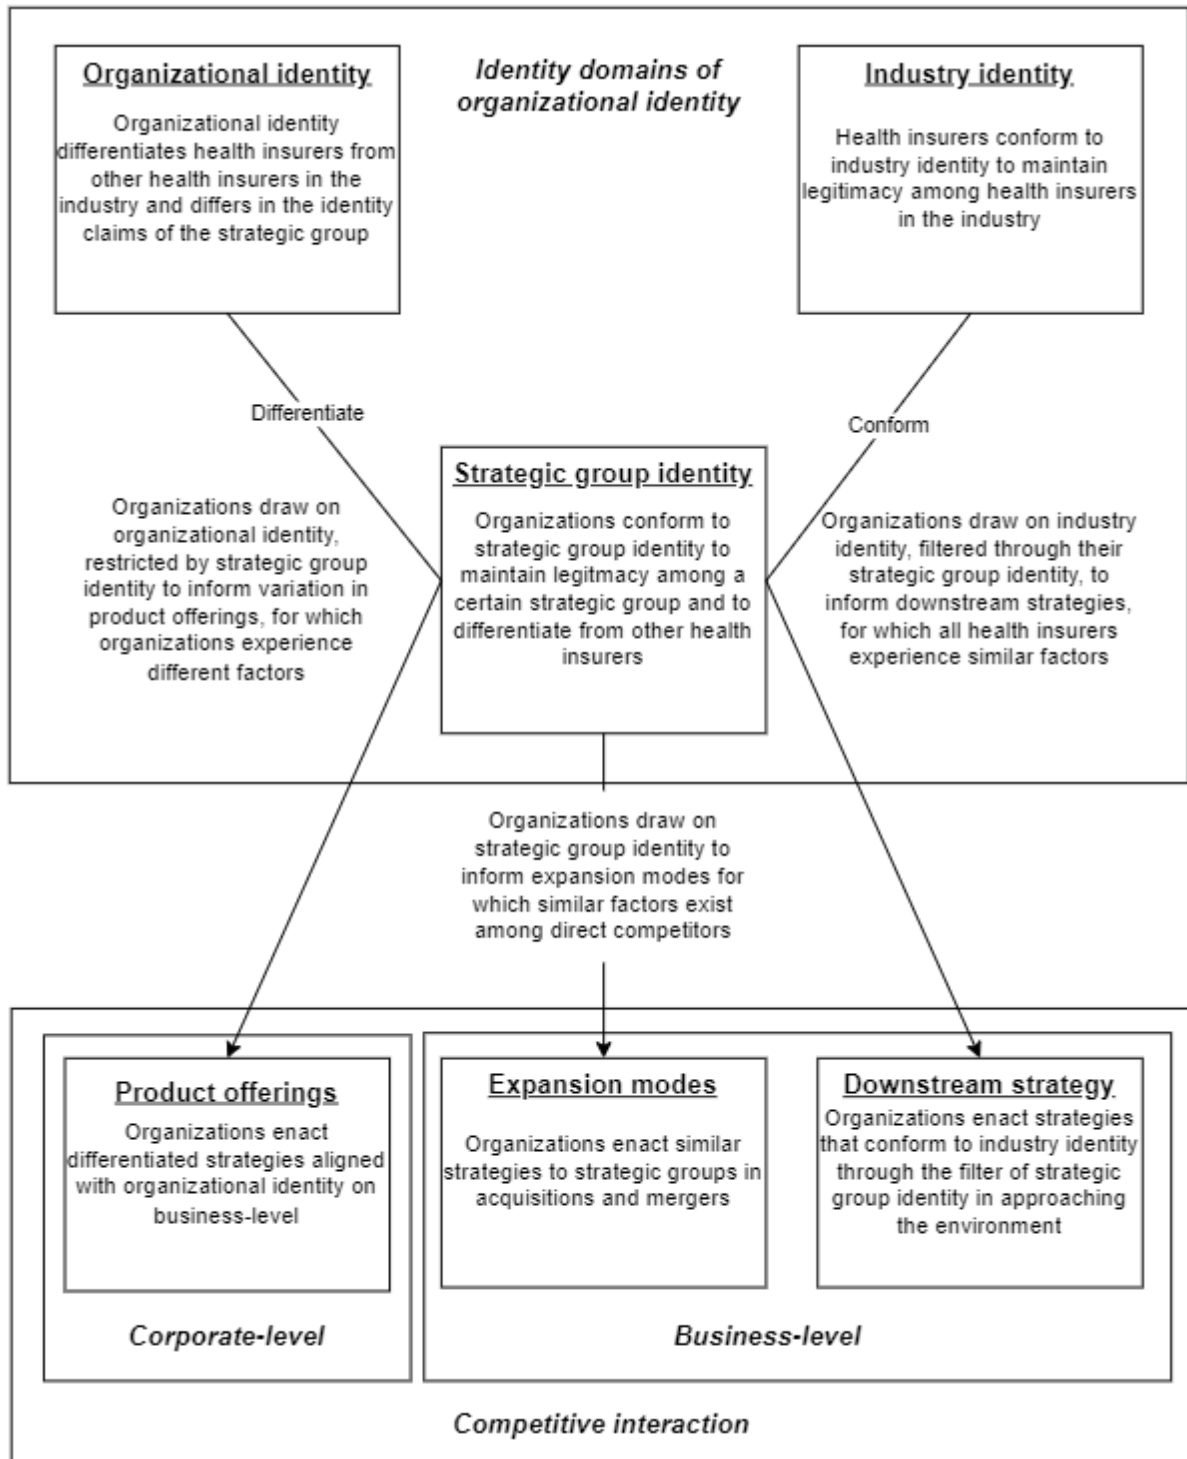 Organizational identity
Organizational identity
differentiates health insurers from
other health insurers in the
industry and differs in the identity
claims of the strategic group
Identity domains of
organizational identity
Industry identity
Health insurers conform to
industry identity to maintain
legitimacy among health insurers
in the industry
Differentiate
Conform
Organizations draw on
organizational identity,
restricted by strategic group
identity to inform variation in
product offerings, for which
organizations experience
different factors
Strategic group identity
Organizations conform to
strategic group identity to
maintain legitmacy among a
certain strategic group and to
differentiate from other health
insurers
Organizations draw on industry
identity, filtered through their
strategic group identity, to
inform downstream strategies,
for which all health insurers
experience similar factors
Organizations draw on
strategic group identity to
inform expansion modes for
which similar factors exist
among direct competitors
Product offerings
Organizations enact
differentiated strategies aligned
with organizational identity on
business-level
Expansion modes
Organizations enact similar
strategies to strategic groups in
acquisitions and mergers
Downstream strategy
Organizations enact strategies
that conform to industry identity
through the filter of strategic
group identity in approaching
the environment
Corporate-level
Business-level
Competitive interaction